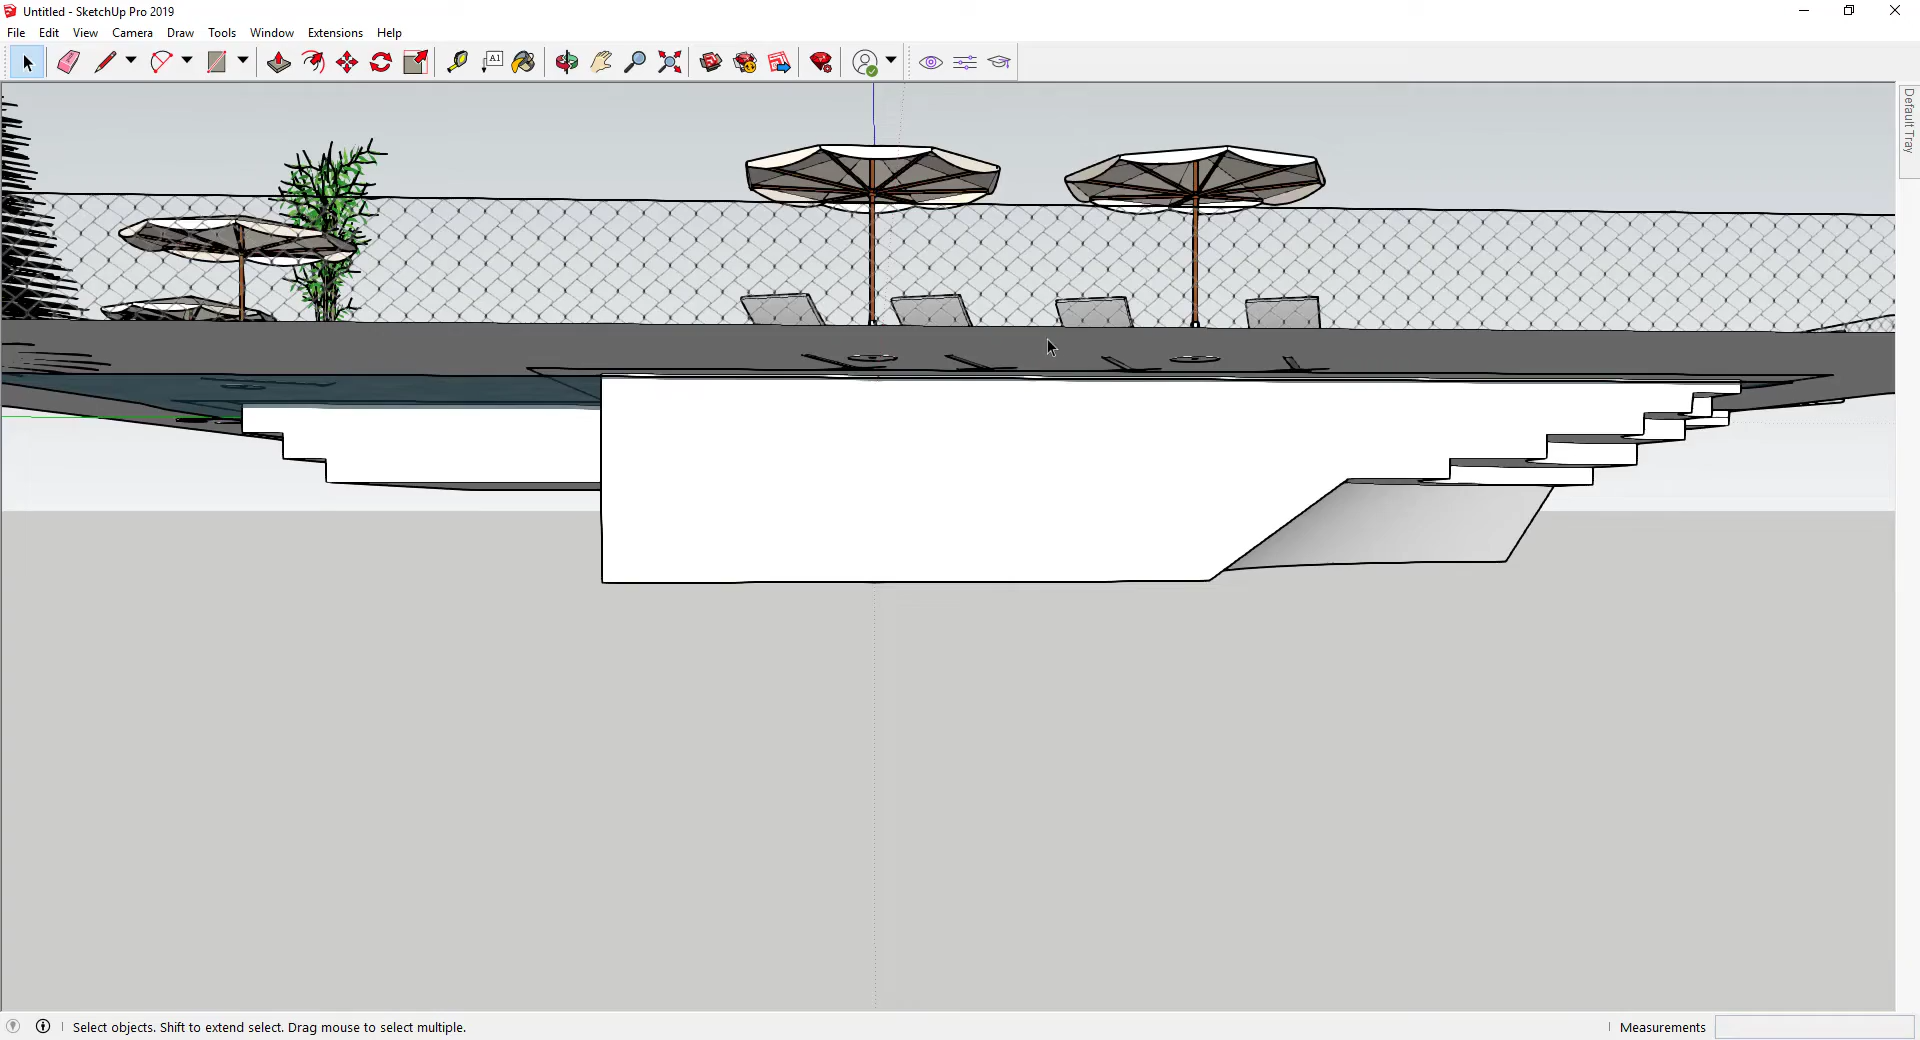 Untitled - SketchUp Pro 2019
File Edit View Camera Draw Tools Window Extensions Help
A1
Default Tray
Select objects. Shift to extend select. Drag mouse to select multiple.
Measurements